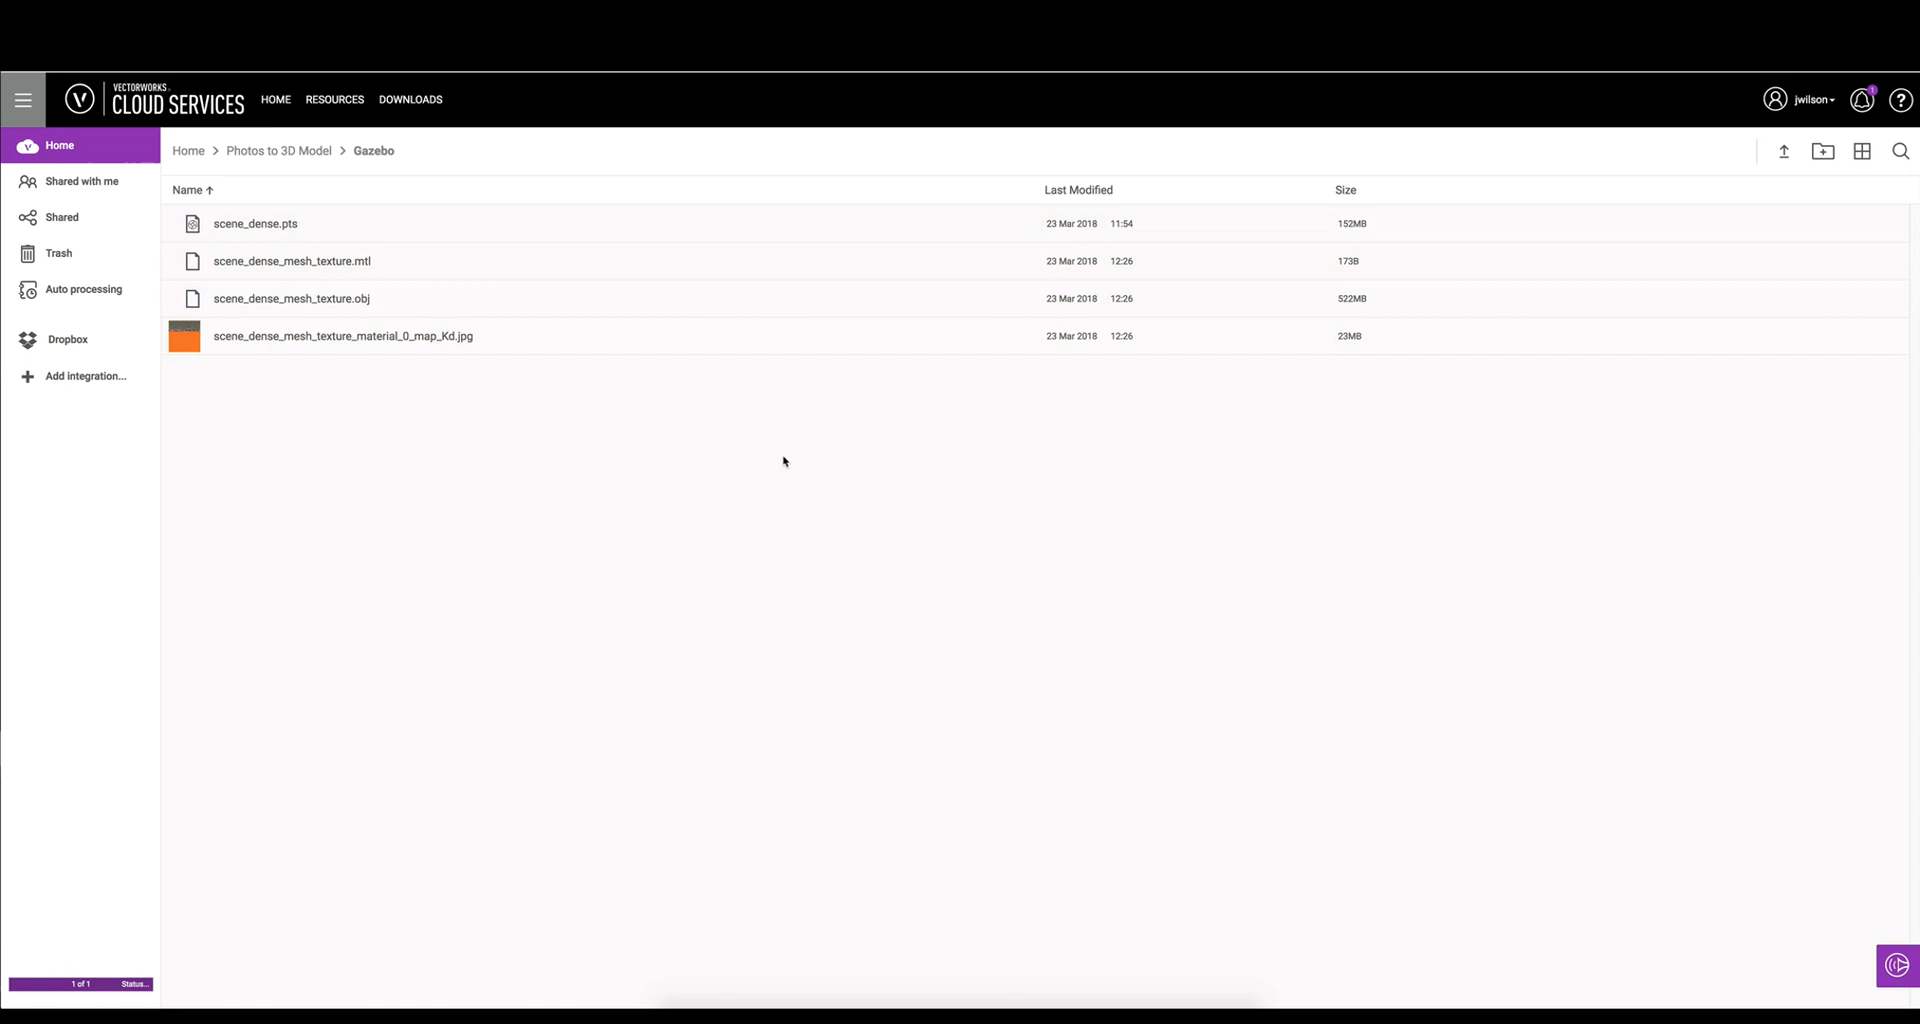 VECTORWORKS
CLOUD SERVICES
HOME RESOURCES DOWNLOADS
jwilson
1
?
Home
Shared with me
Shared
Trash
Auto processing
Dropbox
Add integration...
1 of 1 Status...
Home > Photos to 3D Model > Gazebo
Name ↑ Last Modified Size
scene_dense.pts 23 Mar 2018 11:54 152MB
scene_dense_mesh_texture.mtl 23 Mar 2018 12:26 173B
scene_dense_mesh_texture.obj 23 Mar 2018 12:26 522MB
scene_dense_mesh_texture_material_0_map_Kd.jpg 23 Mar 2018 12:26 23MB